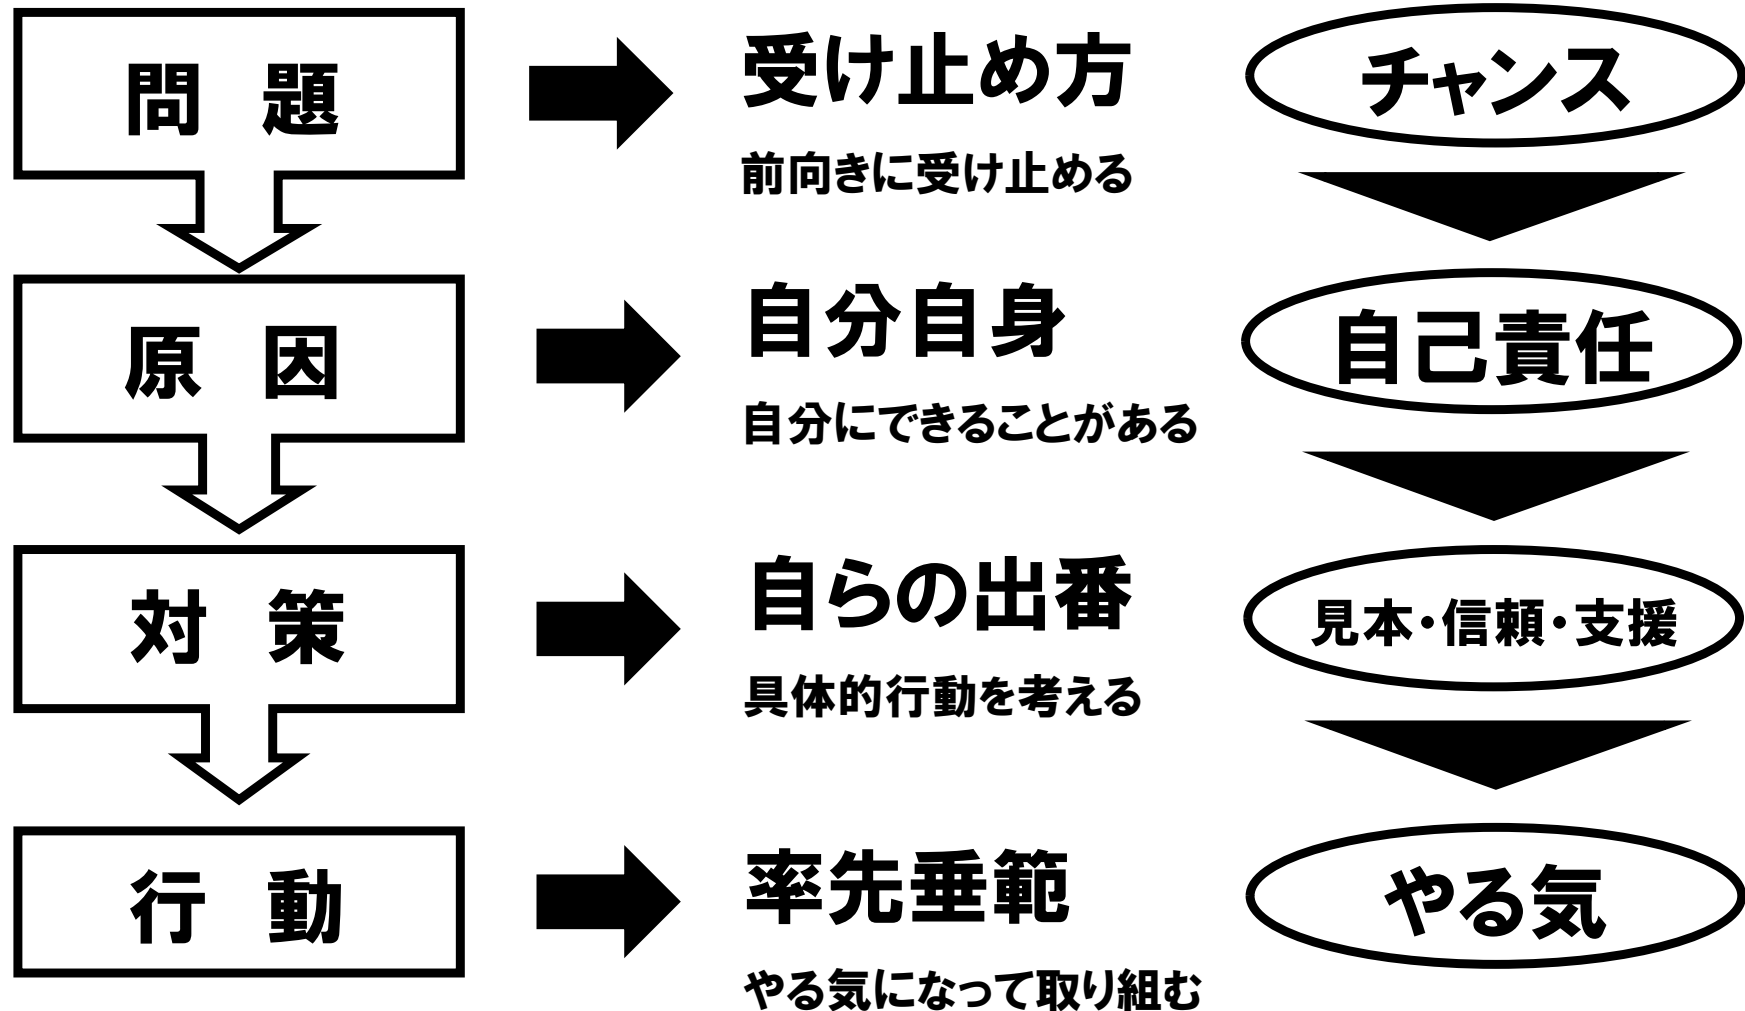 問 題
受け止め方
前向きに受け止める
チャンス
原 因
自分自身
自分にできることがある
自己責任
対 策
自らの出番
具体的行動を考える
見本・信頼・支援
行 動
率先垂範
やる気になって取り組む
やる気